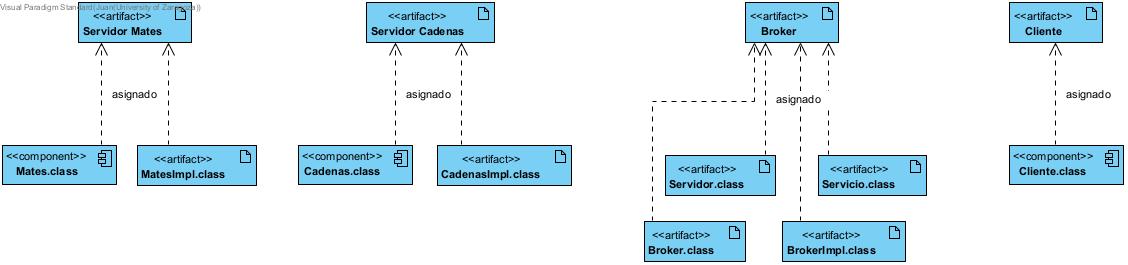 Visual Paradigm Standard(Juan(University of Zaragoza))
<<artifact>>
Servidor Mates
<<artifact>>
Servidor Cadenas
<<artifact>>
Broker
<<artifact>>
Cliente
asignado
asignado
asignado
asignado
<<component>>
Mates.class
<<artifact>>
MatesImpl.class
<<component>>
Cadenas.class
<<artifact>>
CadenasImpl.class
<<artifact>>
Servidor.class
<<artifact>>
Servicio.class
<<component>>
Cliente.class
<<artifact>>
Broker.class
<<artifact>>
BrokerImpl.class